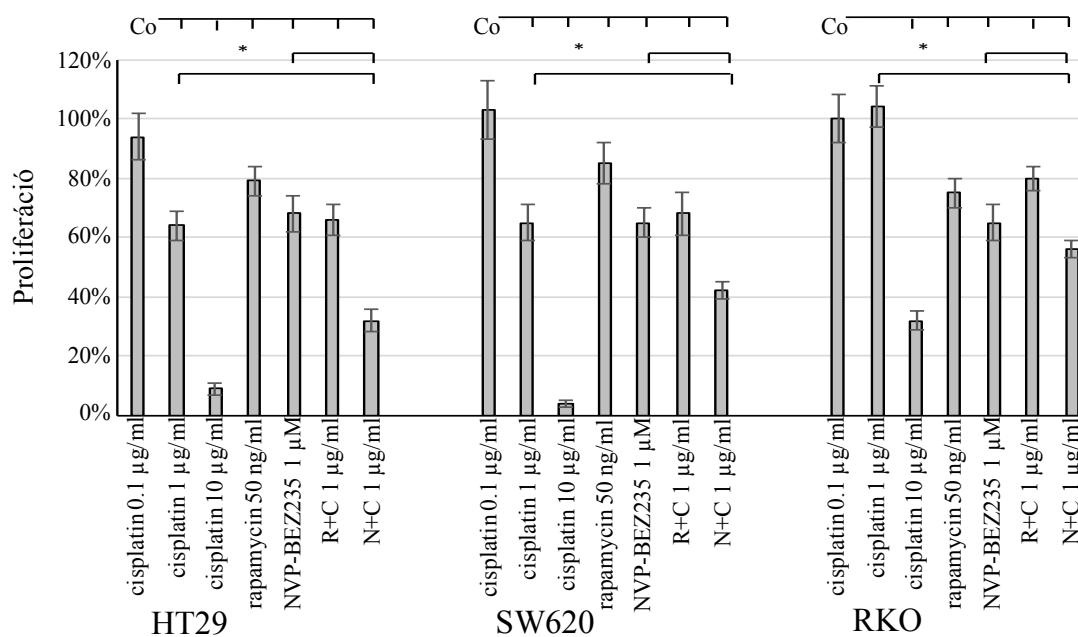 Co Co Co
* * *
120%
100%
80%
60%
40%
20%
0%
Proliferáció
cisplatin 0.1 µg/ml
cisplatin 1 µg/ml
cisplatin 10 µg/ml
rapamycin 50 ng/ml
NVP-BEZ235 1 µM
R+C 1 µg/ml
N+C 1 µg/ml
cisplatin 0.1 µg/ml
cisplatin 1 µg/ml
cisplatin 10 µg/ml
rapamycin 50 ng/ml
NVP-BEZ235 1 µM
R+C 1 µg/ml
N+C 1 µg/ml
cisplatin 0.1 µg/ml
cisplatin 1 µg/ml
cisplatin 10 µg/ml
rapamycin 50 ng/ml
NVP-BEZ235 1 µM
R+C 1 µg/ml
N+C 1 µg/ml
HT29 SW620 RKO